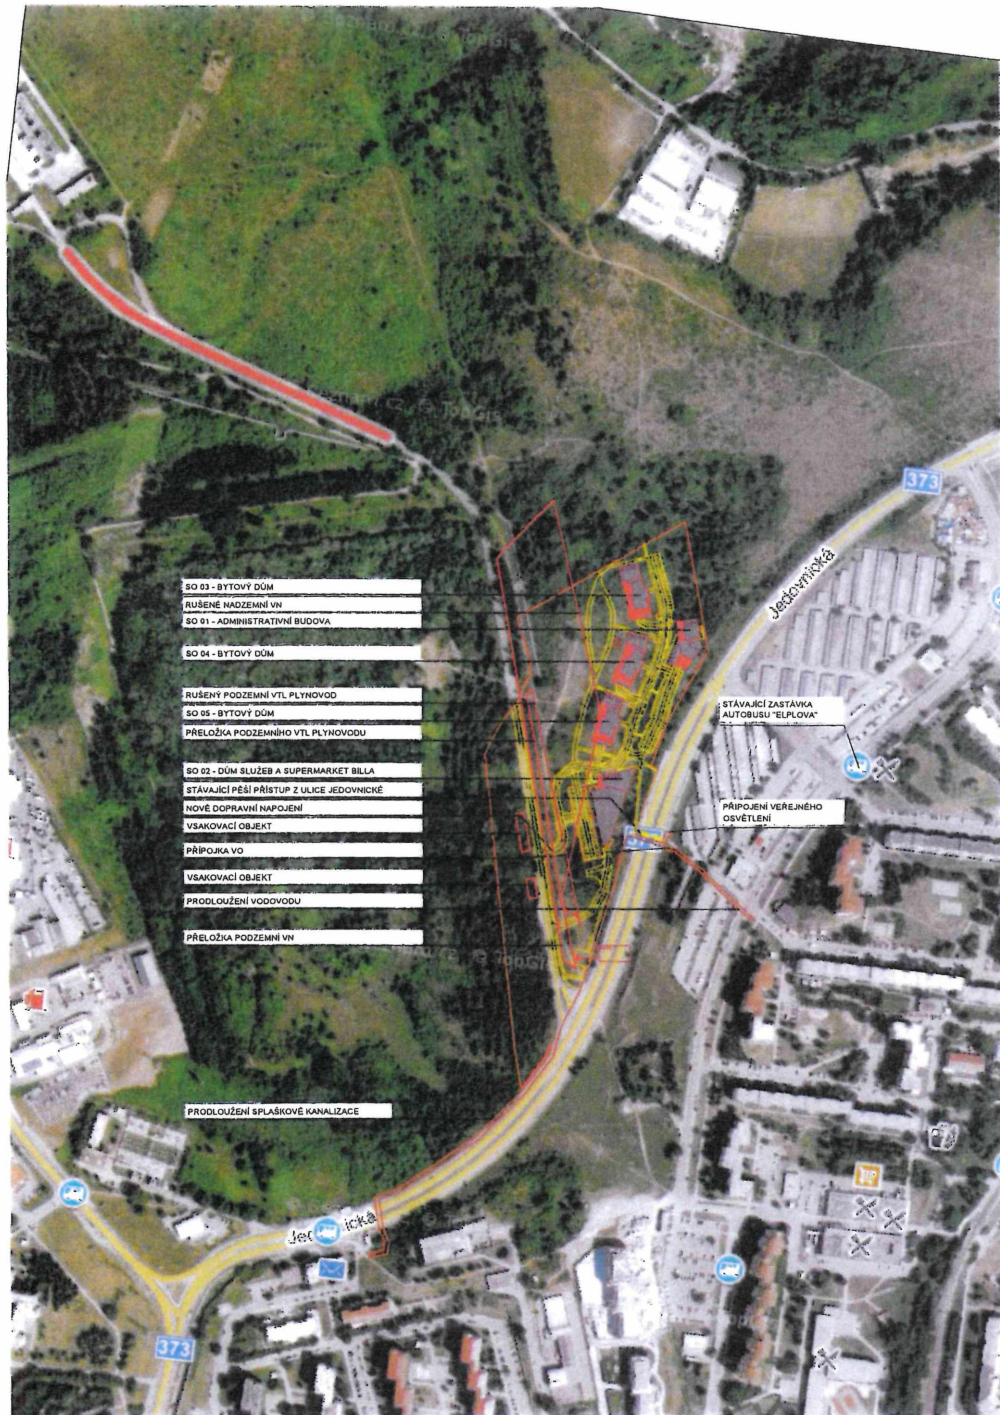 373
Jedovnická
SO 03 - BYTOVÝ DŮM
RUŠENÉ NADZEMNÍ VN
SO 01 - ADMINISTRATIVNÍ BUDOVA
SO 04 - BYTOVÝ DŮM
RUŠENÝ PODZEMNÍ VTL PLYNOVOD
SO 05 - BYTOVÝ DŮM
PŘELOŽKA PODZEMNÍHO VTL PLYNOVODU
STÁVAJÍCÍ ZASTÁVKA
AUTOBUSU "ELPLOVA"
SO 02 - DŮM SLUŽEB A SUPERMARKET BILLA
STÁVAJÍCÍ PĚŠÍ PŘÍSTUP Z ULICE JEDOVNICKÉ
NOVÉ DOPRAVNÍ NAPOJENÍ
VSAKOVACÍ OBJEKT
PŘIPOJENÍ VEŘEJNÉHO
OSVĚTLENÍ
PŘÍPOJKA VO
VSAKOVACÍ OBJEKT
PRODLOUŽENÍ VODOVODU
PŘELOŽKA PODZEMNÍ VN
PRODLOUŽENÍ SPLAŠKOVÉ KANALIZACE
373